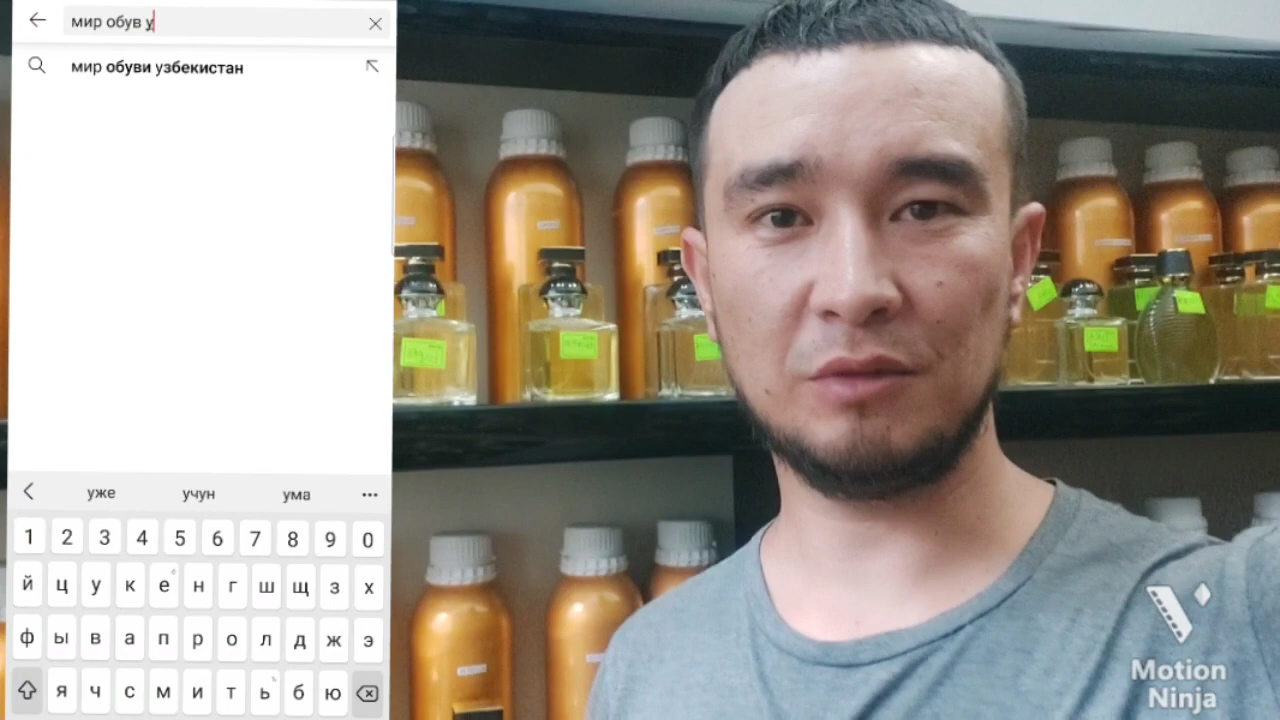 мир обув у
мир обуви узбекистан
уже учун ума
1 2 3 4 5 6 7 8 9 0
й ц у к е н г ш щ з х
ф ы в а п р о л д ж э
я ч с м и т ь б ю
Motion
Ninja